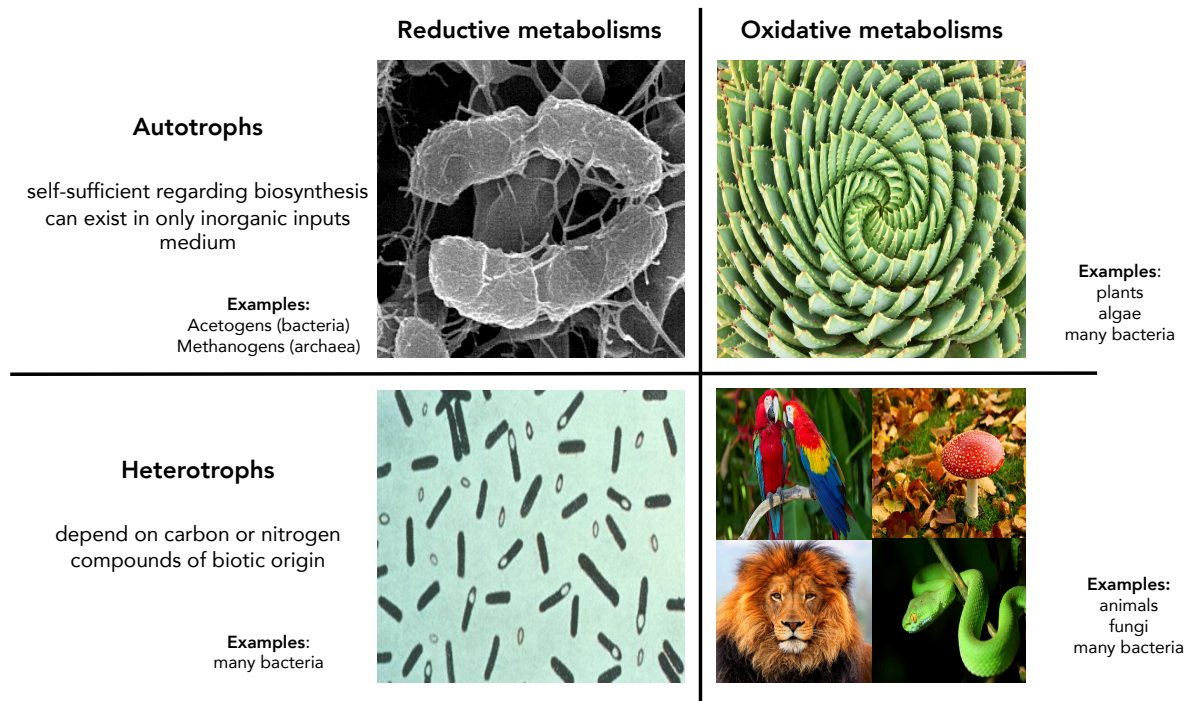 Reductive metabolisms
Oxidative metabolisms
Autotrophs
self-sufficient regarding biosynthesis
can exist in only inorganic inputs
medium
Examples:
Acetogens (bacteria)
Methanogens (archaea)
Examples:
plants
algae
many bacteria
Heterotrophs
depend on carbon or nitrogen
compounds of biotic origin
Examples:
many bacteria
Examples:
animals
fungi
many bacteria